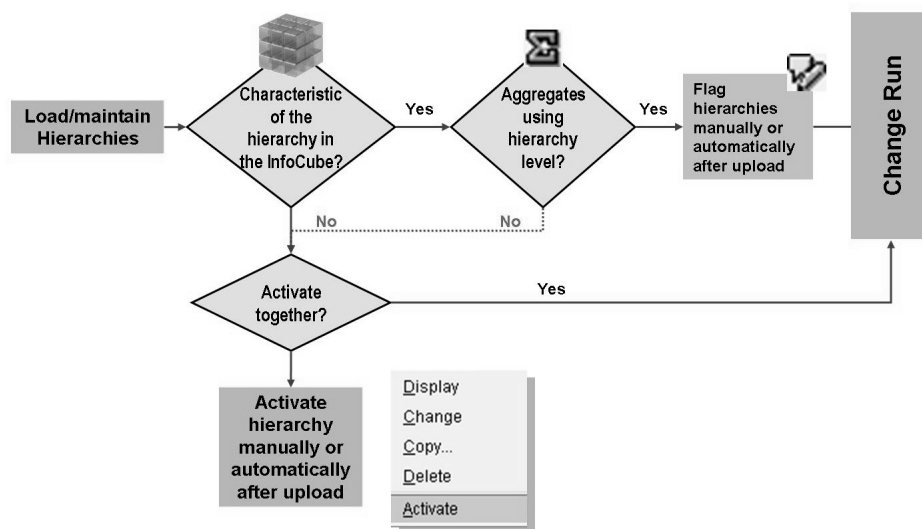 Load/maintain
Hierarchies
Characteristic
of the
hierarchy in
the InfoCube?
Yes
Aggregates
using
hierarchy
level?
Yes
Flag
hierarchies
manually or
automatically
after upload
Change Run
No
No
Activate
together?
Yes
Activate
hierarchy
manually or
automatically
after upload
Display
Change
Copy...
Delete
Activate